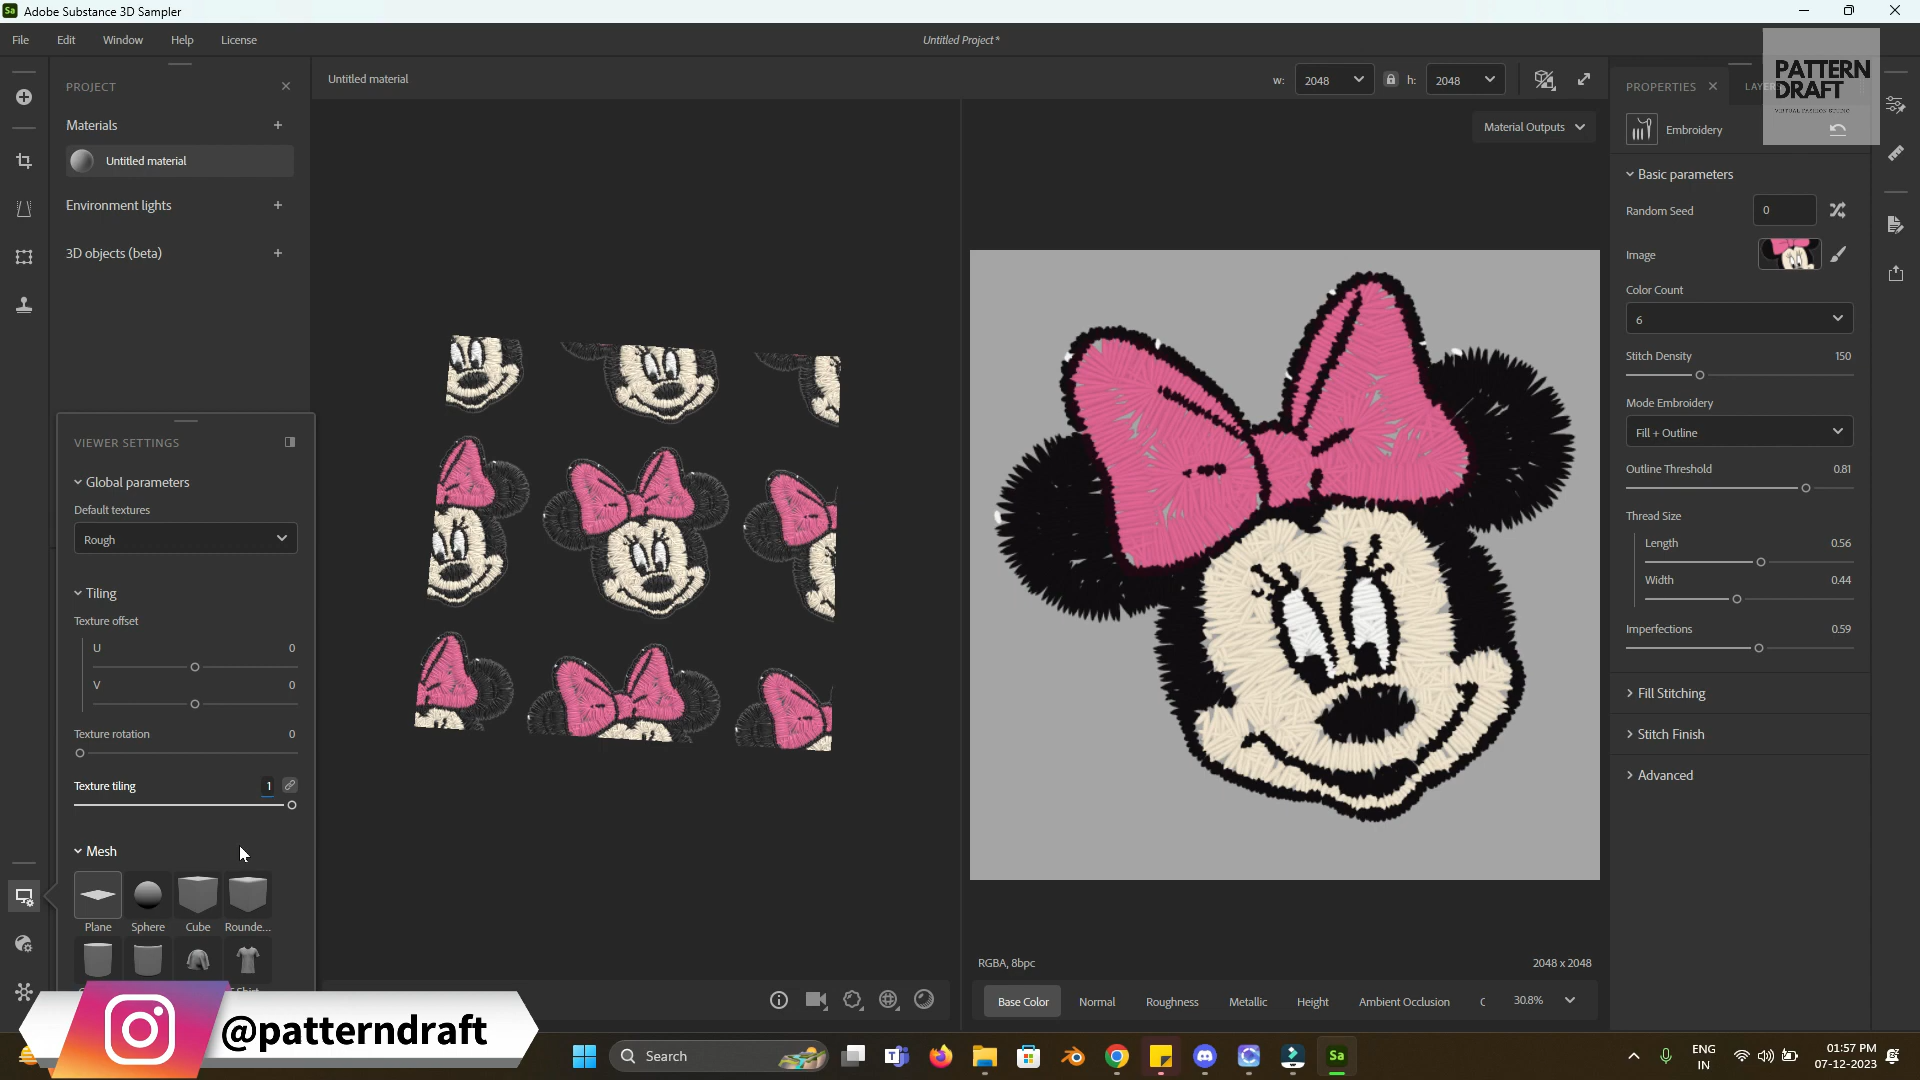 Adobe Substance 3D Sampler
File Edit Window Help License
Untitled Project*
PROJECT
Materials
Untitled material
Environment lights
3D objects (beta)
VIEWER SETTINGS
Global parameters
Default textures
Rough
Tiling
Texture offset
U 0
V 0
Texture rotation 0
Texture tiling 1
Mesh
Plane Sphere Cube Rounde...
@patterndraft
Untitled material
w: 2048 h: 2048
Material Outputs
RGBA, 8bpc 2048 x 2048
Base Color Normal Roughness Metallic Height Ambient Occlusion C 30.8%
PROPERTIES
PATTERN
DRAFT
Embroidery
Basic parameters
Random Seed 0
Image
Color Count
6
Stitch Density 150
Mode Embroidery
Fill + Outline
Outline Threshold 0.81
Thread Size
Length 0.56
Width 0.44
Imperfections 0.59
Fill Stitching
Stitch Finish
Advanced
Search
ENG
IN
01:57 PM
07-12-2023